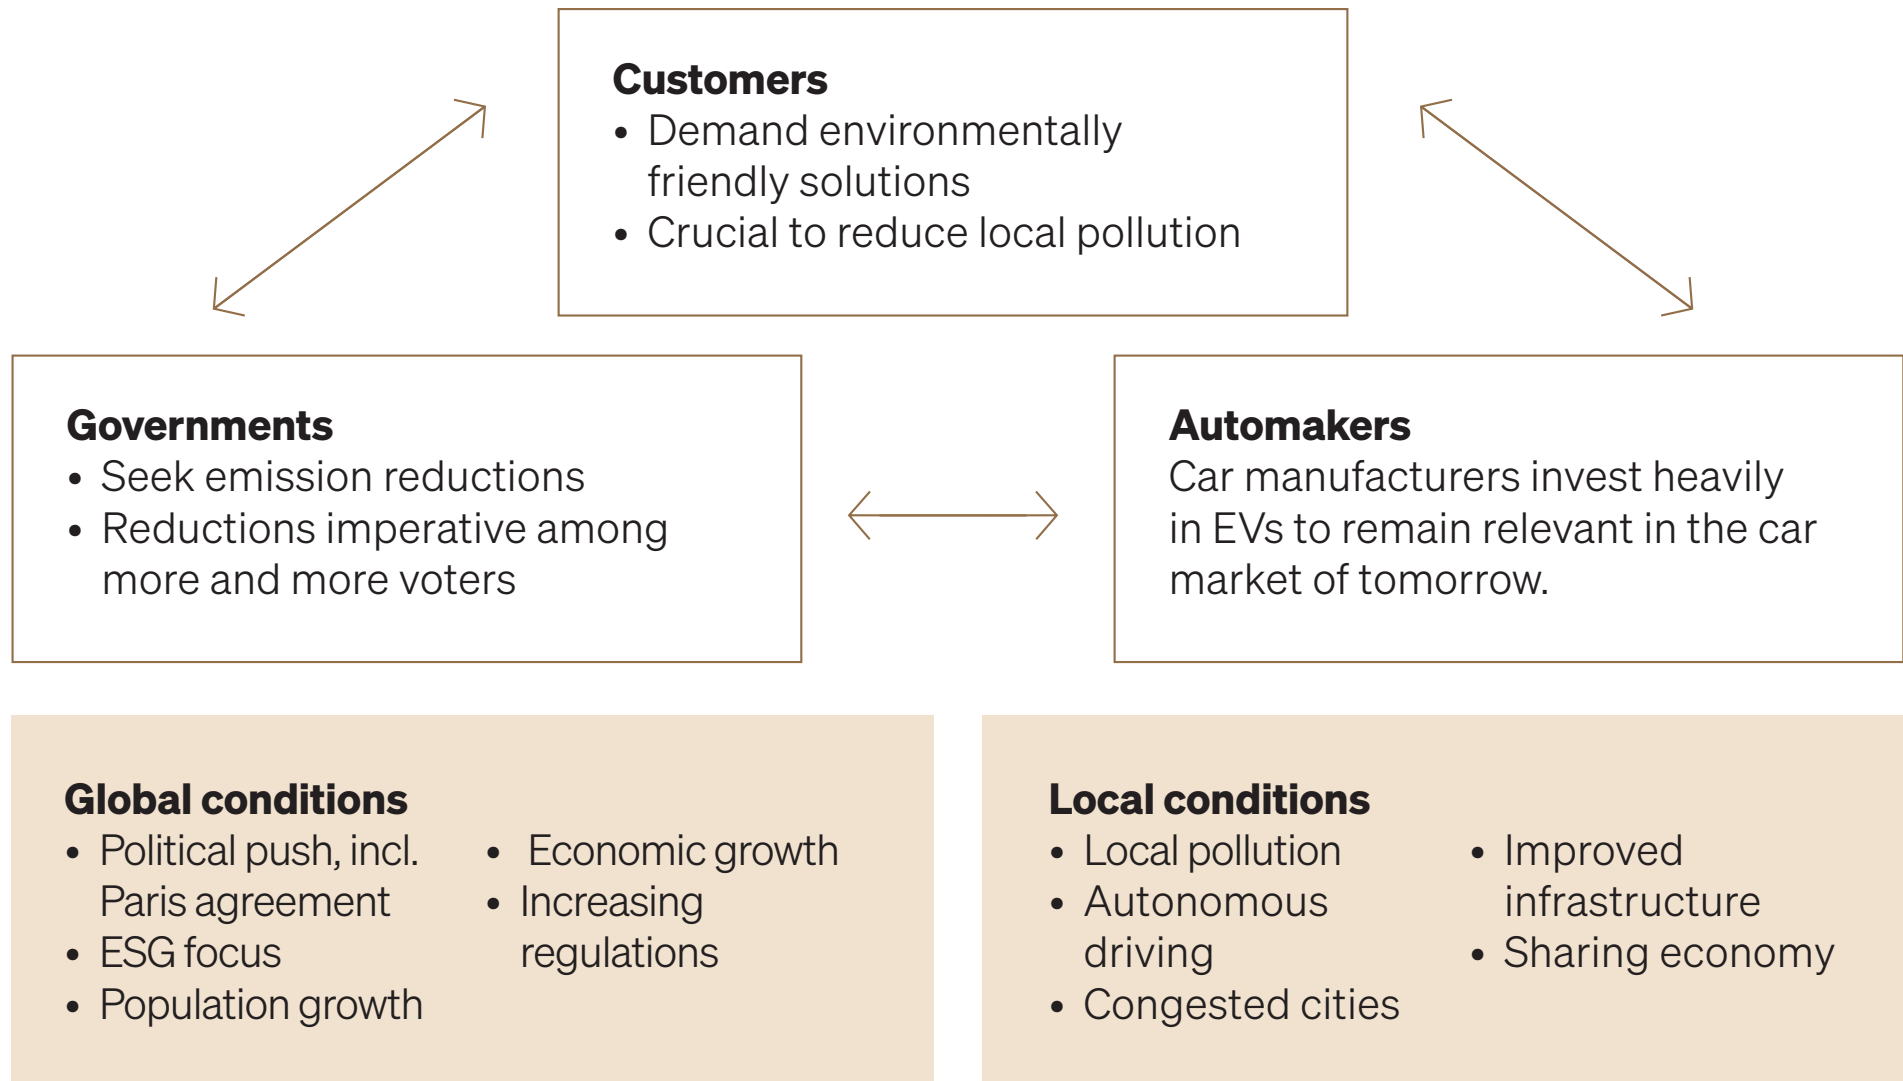 Customers
• Demand environmentally
friendly solutions
• Crucial to reduce local pollution
Governments
• Seek emission reductions
• Reductions imperative among
more and more voters
Automakers
Car manufacturers invest heavily
in EVs to remain relevant in the car
market of tomorrow.
Global conditions
• Political push, incl.
Paris agreement
• ESG focus
• Population growth
• Economic growth
• Increasing
regulations
Local conditions
• Local pollution
• Autonomous
driving
• Congested cities
• Improved
infrastructure
• Sharing economy